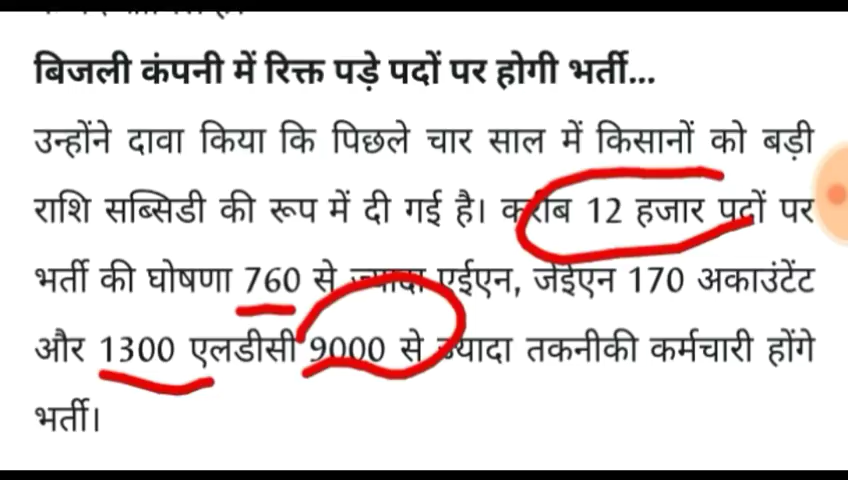 बिजली कंपनी में रिक्त पड़े पदों पर होगी भर्ती...
उन्होंने दावा किया कि पिछले चार साल में किसानों को बड़ी
राशि सब्सिडी की रूप में दी गई है। करीब 12 हजार पदों पर
भर्ती की घोषणा 760 से ज्यादा एईएन, जेईएन 170 अकाउंटेंट
और 1300 एलडीसी 9000 से ज्यादा तकनीकी कर्मचारी होंगे
भर्ती।